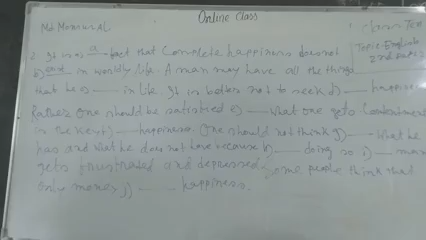 Online Class
Md. Monirul
Class Ten
Topic English
2nd paper
2. It is a) a fact that complete happiness does not
b) exist in worldly life. A man may have all the things
that he c) ---- in life. It is better not to seek d) ---- happiness.
Rather one should be satisfied e) ---- what one gets. Contentment
is the key f) ---- happiness. One should not think g) ---- what he
has and what he does not have because h) ---- doing so i) ---- man
gets frustrated and depressed. Some people think that
only money j) ---- happiness.